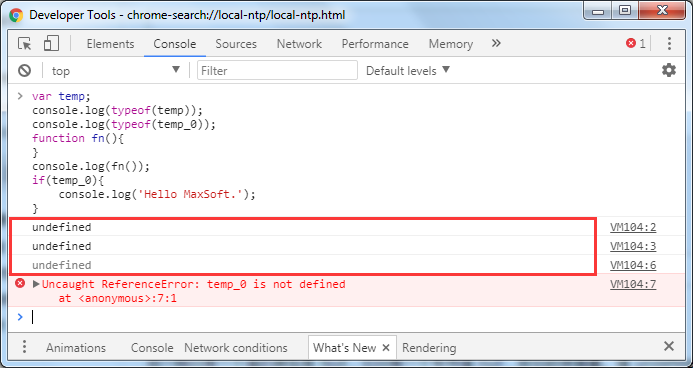 Developer Tools - chrome-search://local-ntp/local-ntp.html
Elements Console Sources Network Performance Memory » 1
top ▼ Filter Default levels ▼
> var temp;
console.log(typeof(temp));
console.log(typeof(temp_0));
function fn(){
}
console.log(fn());
if(temp_0){
    console.log('Hello MaxSoft.');
}
undefined VM104:2
undefined VM104:3
undefined VM104:6
▶Uncaught ReferenceError: temp_0 is not defined VM104:7
    at <anonymous>:7:1
>
Animations Console Network conditions What's New × Rendering